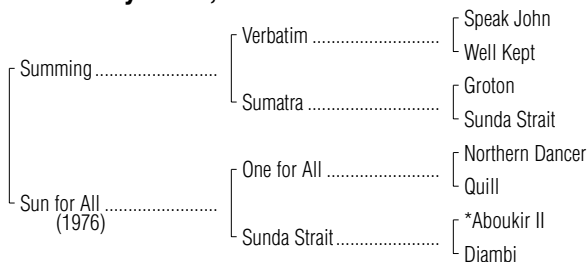 Speak John
Verbatim
Well Kept
Summing
Groton
Sumatra
Sunda Strait
Northern Dancer
One for All
Quill
Sun for All
(1976)
*Aboukir II
Sunda Strait
Djambi